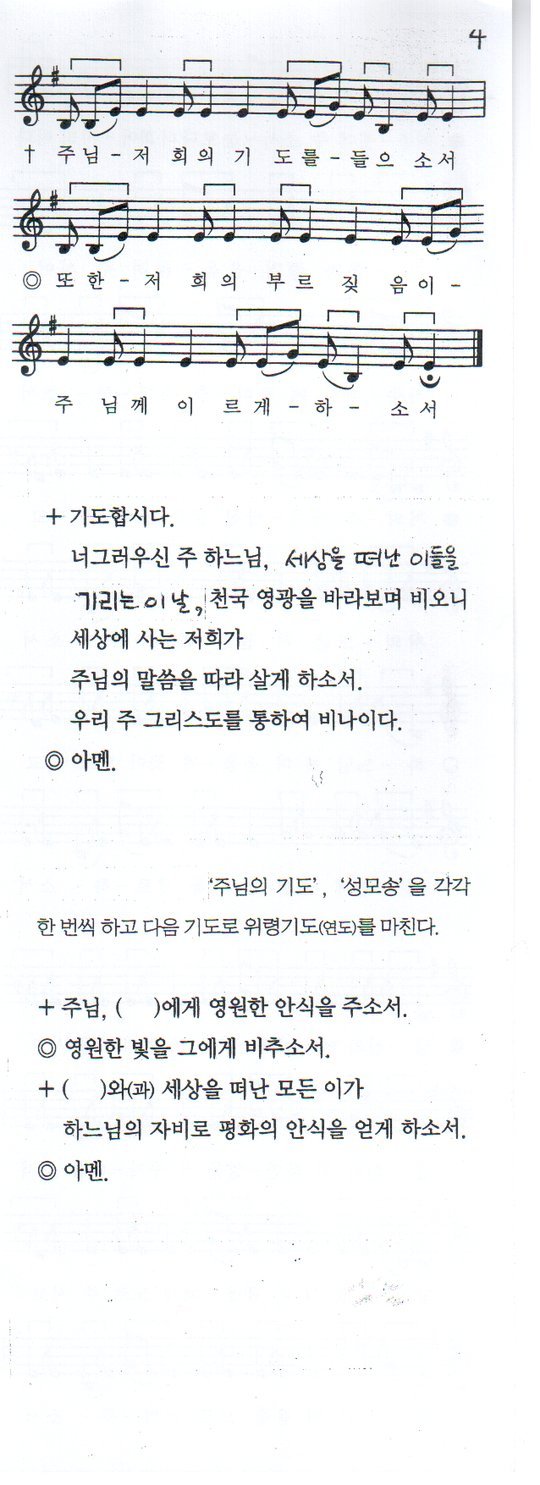 4
† 주님-저 희의 기 도를-들으 소서
◎ 또한-저 희의 부르 짖 음이-
주 님께 이 르게-하- 소서
+ 기도합시다.
너그러우신 주 하느님, 세상을 떠난 이들을
기리는 이 날, 천국 영광을 바라보며 비오니
세상에 사는 저희가
주님의 말씀을 따라 살게 하소서.
우리 주 그리스도를 통하여 비나이다.
◎ 아멘.
‘주님의 기도’, ‘성모송’을 각각
한 번씩 하고 다음 기도로 위령기도(연도)를 마친다.
+ 주님, (    )에게 영원한 안식을 주소서.
◎ 영원한 빛을 그에게 비추소서.
+ (    )와(과) 세상을 떠난 모든 이가
하느님의 자비로 평화의 안식을 얻게 하소서.
◎ 아멘.